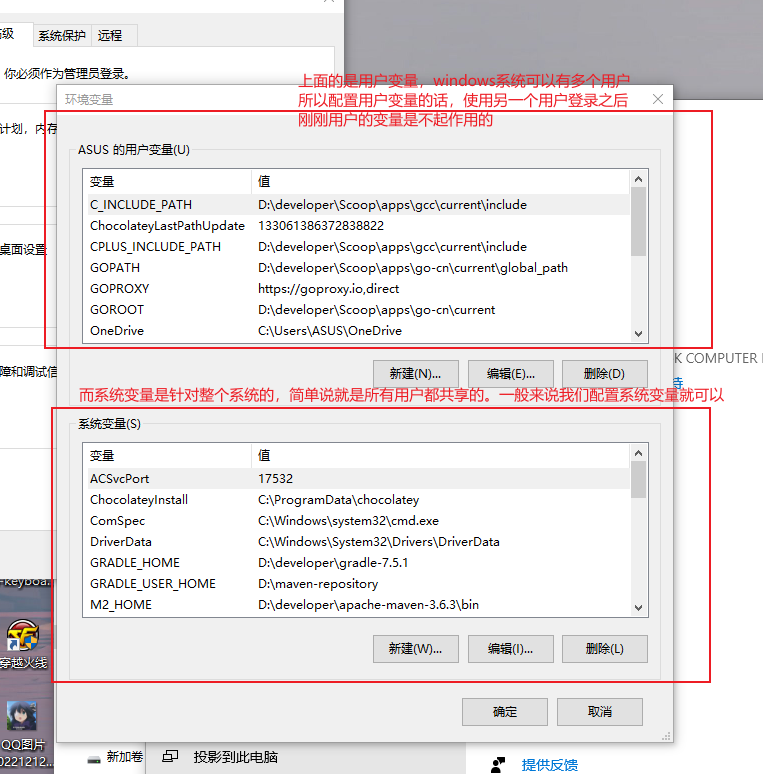 系统保护
远程
你必须作为管理员登录。
上面的是用户变量，windows系统可以有多个用户
所以配置用户变量的话，使用另一个用户登录之后
刚刚用户的变量是不起作用的
环境变量
计划，内存
ASUS 的用户变量(U)
变量 值
C_INCLUDE_PATH D:\developer\Scoop\apps\gcc\current\include
ChocolateyLastPathUpdate 133061386372838822
CPLUS_INCLUDE_PATH D:\developer\Scoop\apps\gcc\current\include
GOPATH D:\developer\Scoop\apps\go-cn\current\global_path
GOPROXY https://goproxy.io,direct
GOROOT D:\developer\Scoop\apps\go-cn\current
OneDrive C:\Users\ASUS\OneDrive
桌面设置
障和调试信
K COMPUTER
新建(N)...
编辑(E)...
删除(D)
而系统变量是针对整个系统的，简单说就是所有用户都共享的。一般来说我们配置系统变量就可以
系统变量(S)
变量 值
ACSvcPort 17532
ChocolateyInstall C:\ProgramData\chocolatey
ComSpec C:\Windows\system32\cmd.exe
DriverData C:\Windows\System32\Drivers\DriverData
GRADLE_HOME D:\developer\gradle-7.5.1
GRADLE_USER_HOME D:\maven-repository
M2_HOME D:\developer\apache-maven-3.6.3\bin
新建(W)...
编辑(I)...
删除(L)
确定
取消
穿越火线
QQ图片
0221212...
新加卷
投影到此电脑
提供反馈